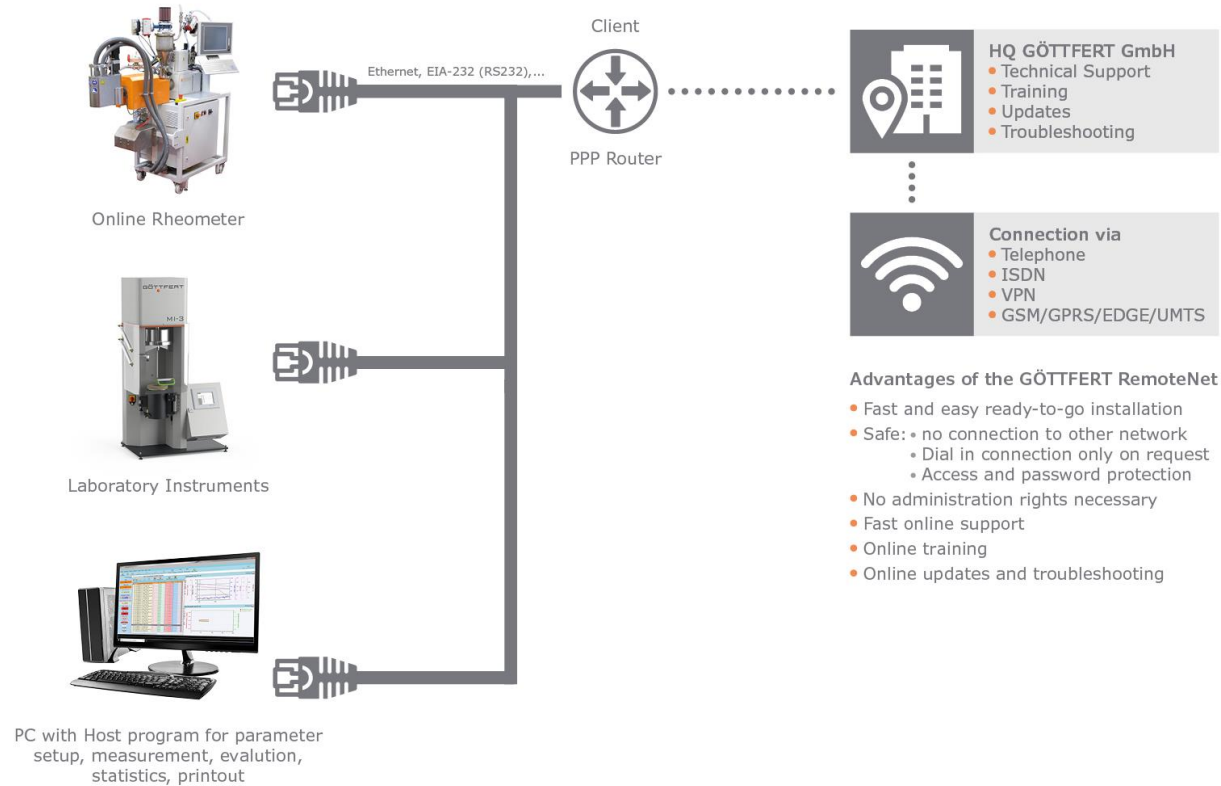 Client
Ethernet, EIA-232 (RS232),...
PPP Router
Online Rheometer
GÖTTFERT
MI-3
Laboratory Instruments
PC with Host program for parameter
setup, measurement, evalution,
statistics, printout
HQ GÖTTFERT GmbH
• Technical Support
• Training
• Updates
• Troubleshooting
Connection via
• Telephone
• ISDN
• VPN
• GSM/GPRS/EDGE/UMTS
Advantages of the GÖTTFERT RemoteNet
• Fast and easy ready-to-go installation
• Safe: • no connection to other network
• Dial in connection only on request
• Access and password protection
• No administration rights necessary
• Fast online support
• Online training
• Online updates and troubleshooting